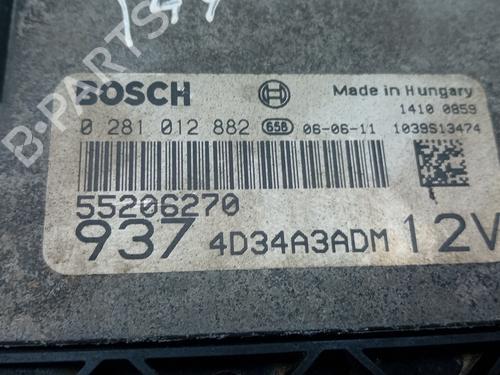 BOSCH
Made in Hungary
1410 0859
0 281 012 882 658 06-06-11 1039S13474
55206270
937 4D34A3ADM 12V
B-PARTS